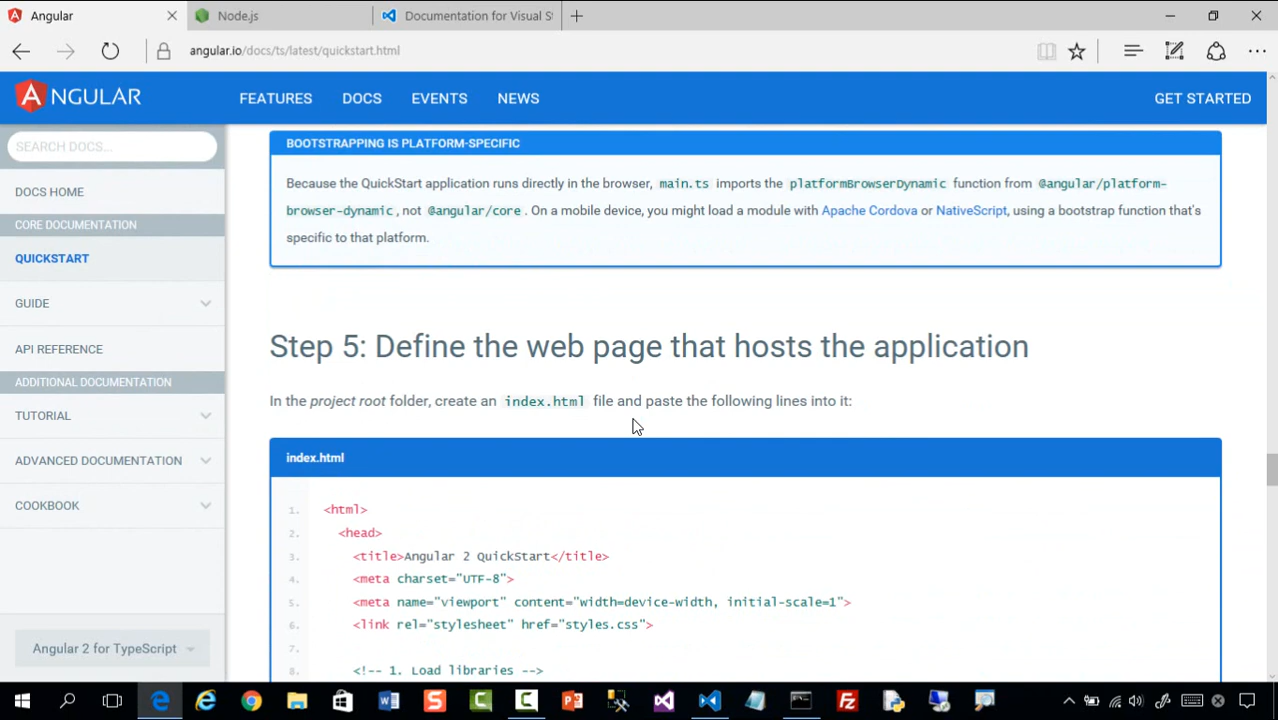 Angular
Node.js
Documentation for Visual St
angular.io/docs/ts/latest/quickstart.html
ANGULAR
FEATURES
DOCS
EVENTS
NEWS
GET STARTED
SEARCH DOCS...
DOCS HOME
CORE DOCUMENTATION
QUICKSTART
GUIDE
API REFERENCE
ADDITIONAL DOCUMENTATION
TUTORIAL
ADVANCED DOCUMENTATION
COOKBOOK
Angular 2 for TypeScript
BOOTSTRAPPING IS PLATFORM-SPECIFIC
Because the QuickStart application runs directly in the browser, main.ts imports the platformBrowserDynamic function from @angular/platform-
browser-dynamic, not @angular/core. On a mobile device, you might load a module with Apache Cordova or NativeScript, using a bootstrap function that's
specific to that platform.
Step 5: Define the web page that hosts the application
In the project root folder, create an index.html file and paste the following lines into it:
index.html
1. <html>
2. <head>
3. <title>Angular 2 QuickStart</title>
4. <meta charset="UTF-8">
5. <meta name="viewport" content="width=device-width, initial-scale=1">
6. <link rel="stylesheet" href="styles.css">
7.
8. <!-- 1. Load libraries -->